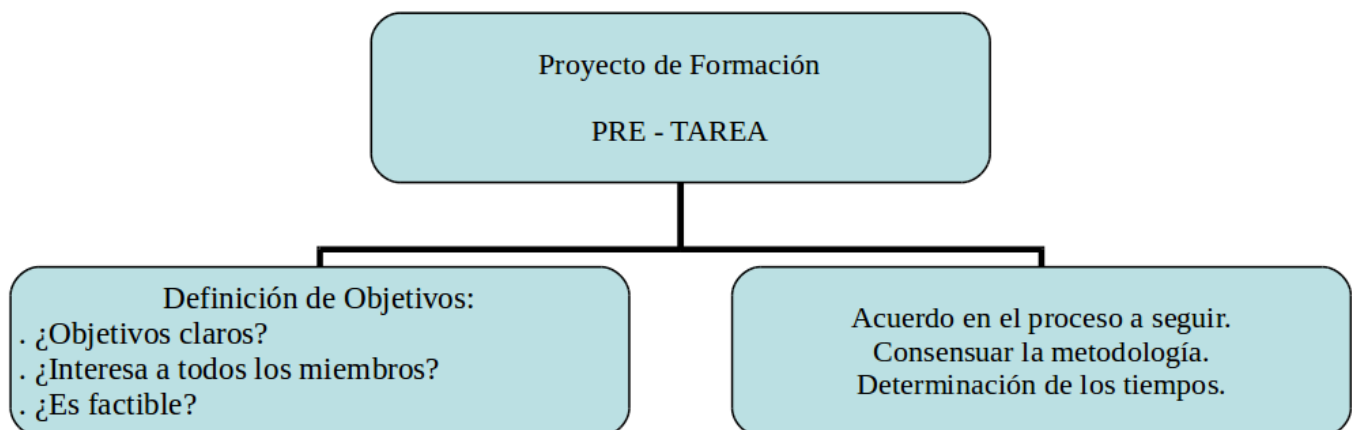 Proyecto de Formación
PRE - TAREA
Definición de Objetivos:
. ¿Objetivos claros?
. ¿Interesa a todos los miembros?
. ¿Es factible?
Acuerdo en el proceso a seguir.
Consensuar la metodología.
Determinación de los tiempos.